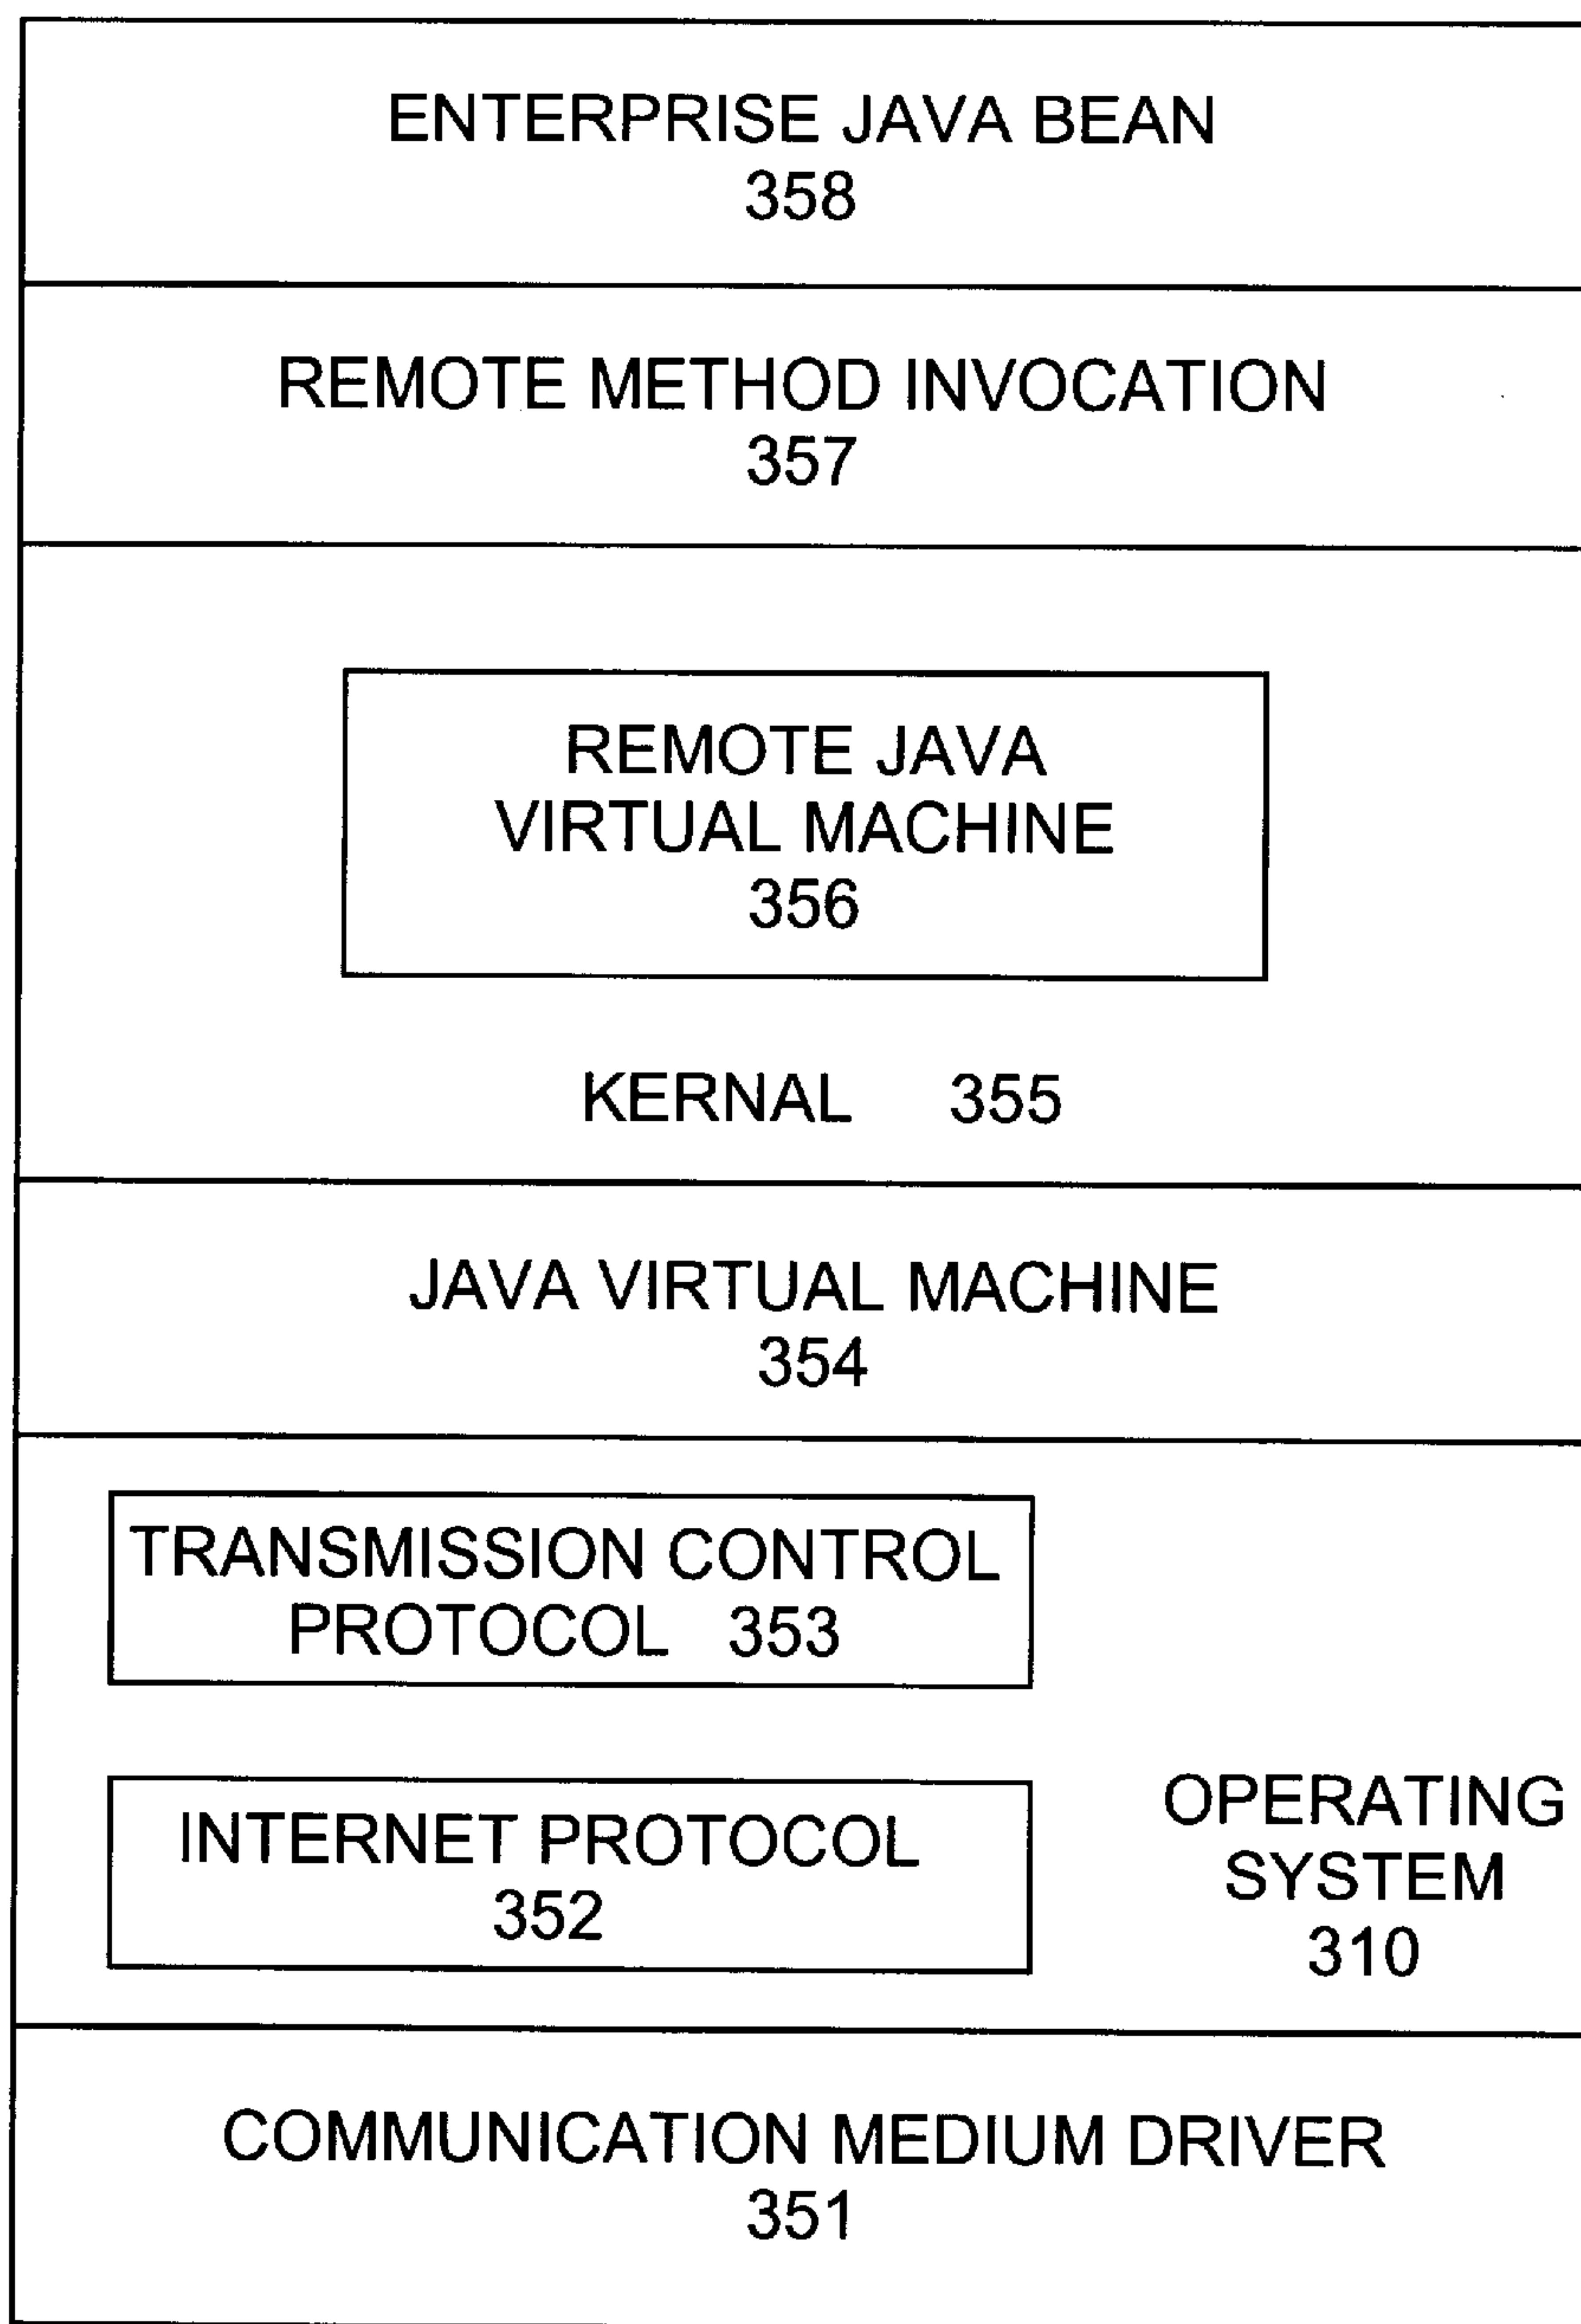 ENTERPRISE JAVA BEAN
358
REMOTE METHOD INVOCATION
357
REMOTE JAVA
VIRTUAL MACHINE
356
KERNAL 355
JAVA VIRTUAL MACHINE
354
TRANSMISSION CONTROL
PROTOCOL 353
INTERNET PROTOCOL
352
OPERATING
SYSTEM
310
COMMUNICATION MEDIUM DRIVER
351